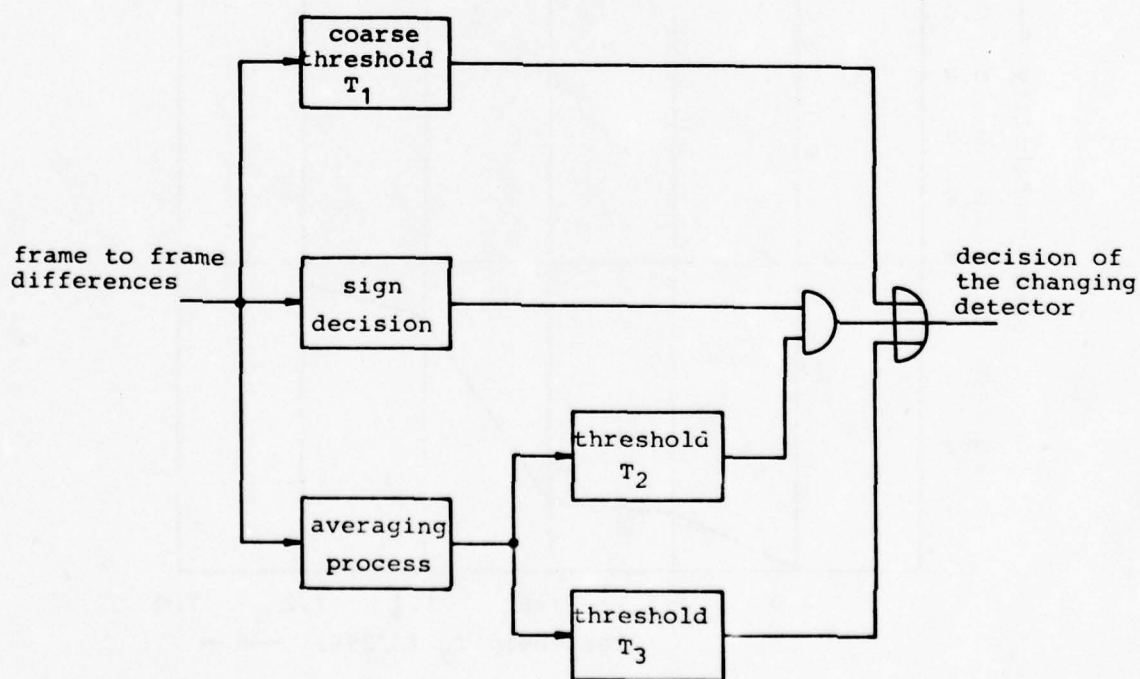 coarse
threshold
T1
frame to frame
differences
sign
decision
decision of
the changing
detector
threshold
T2
averaging
process
threshold
T3